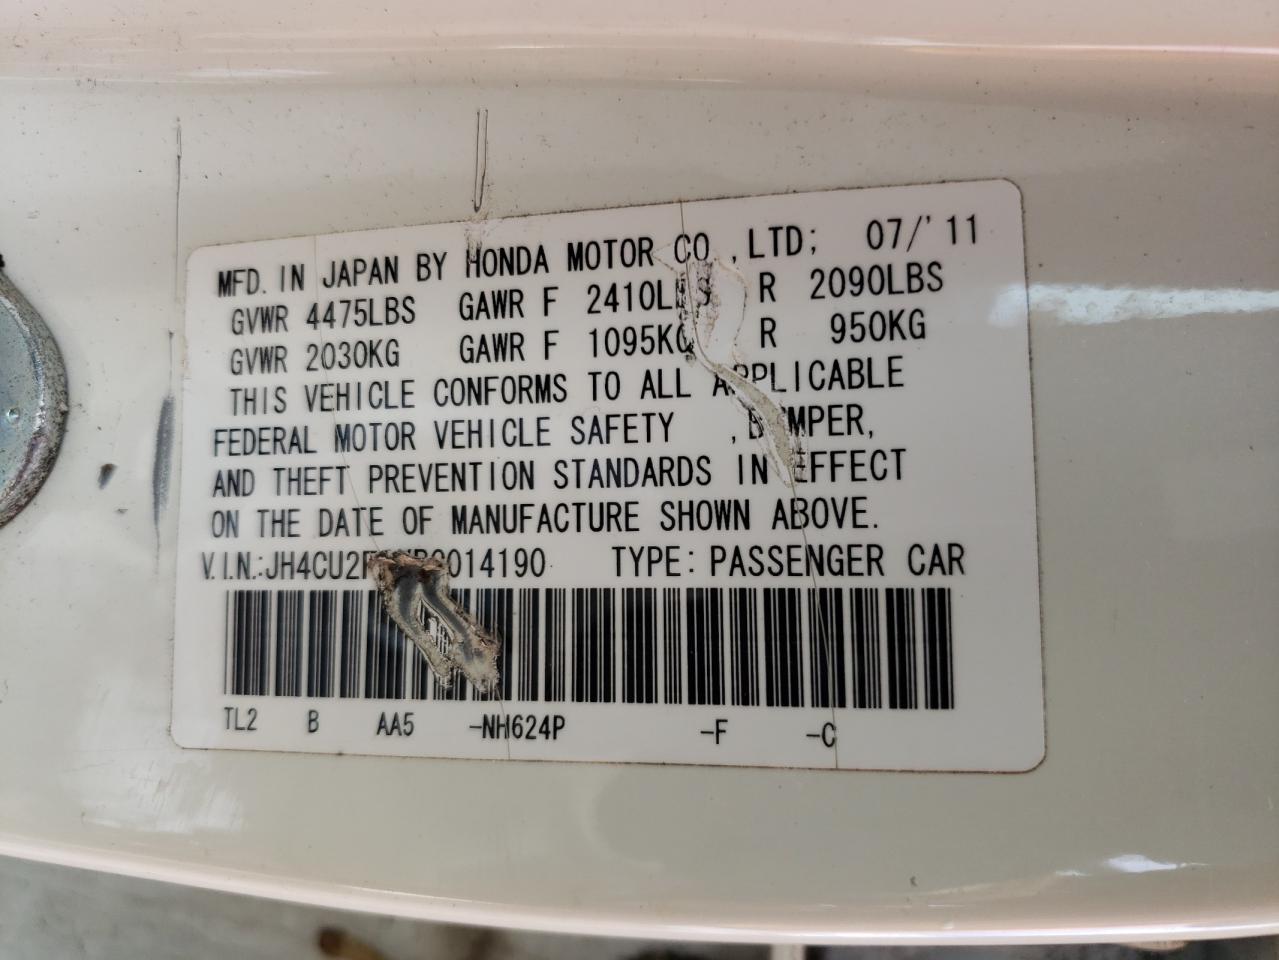 MFD. IN JAPAN BY HONDA MOTOR CO.,LTD; 07/'11
GVWR 4475LBS GAWR F 2410LBS R 2090LBS
GVWR 2030KG GAWR F 1095KG R 950KG
THIS VEHICLE CONFORMS TO ALL APPLICABLE
FEDERAL MOTOR VEHICLE SAFETY , BUMPER,
AND THEFT PREVENTION STANDARDS IN EFFECT
ON THE DATE OF MANUFACTURE SHOWN ABOVE.
V.I.N.: TYPE: PASSENGER CAR
TL2 B AA5 -NH624P -F -C